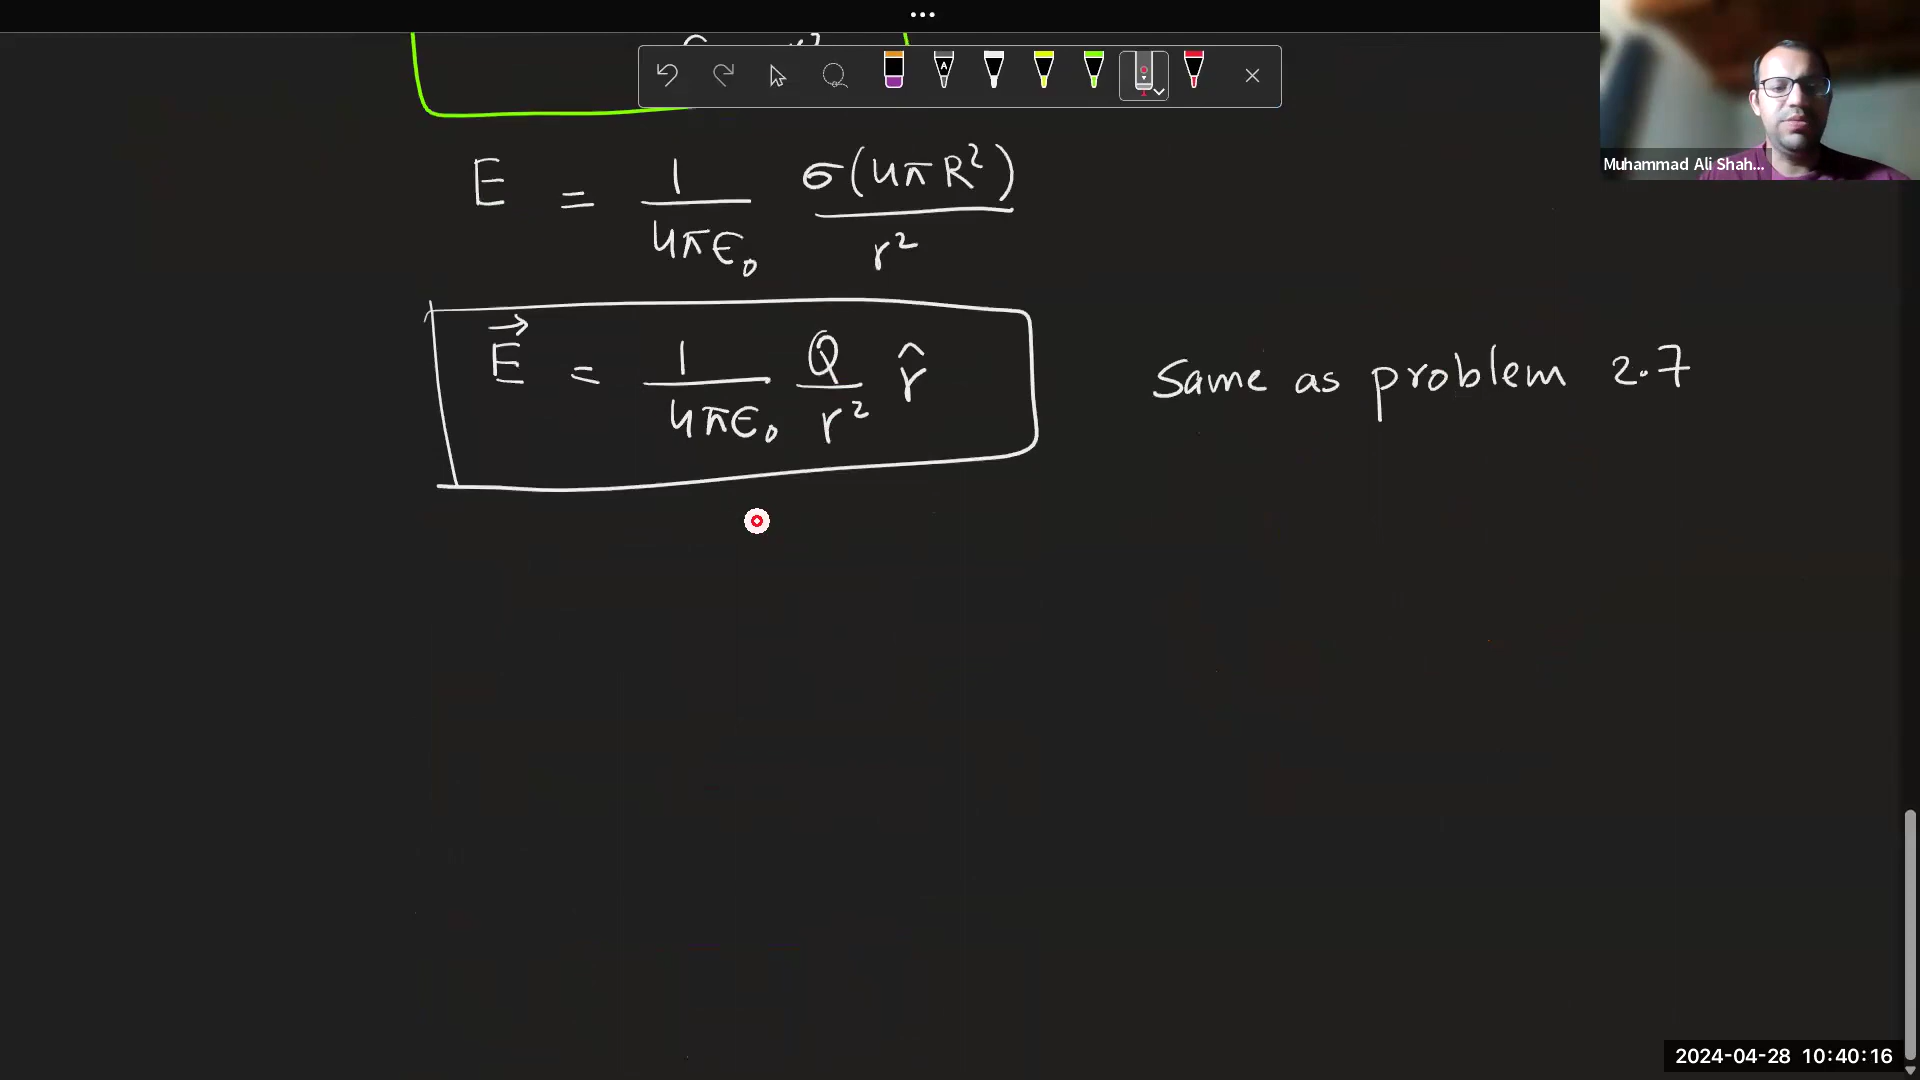 ...
E = 1/4πϵ₀ σ(4πR²)/r²
Muhammad Ali Shah...
E⃗ = 1/4πϵ₀ Q/r² r̂
Same as problem 2.7
2024-04-28 10:40:16